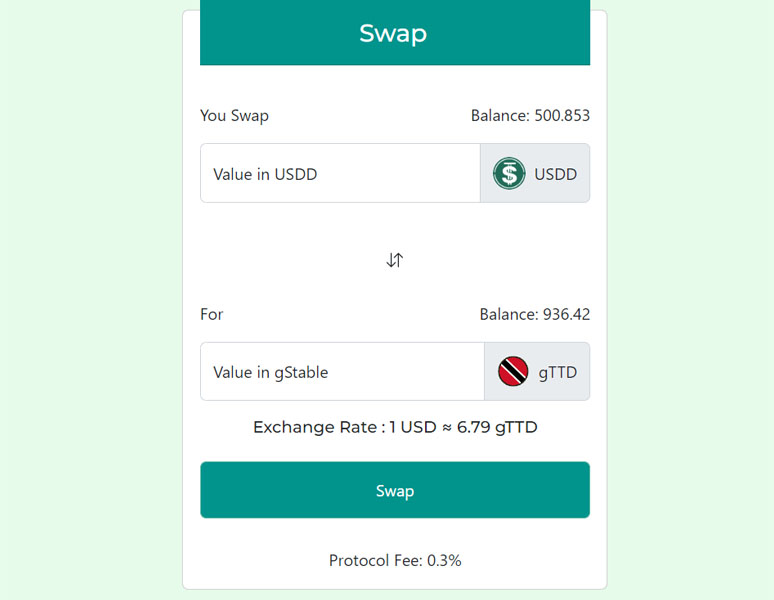 Swap
You Swap Balance: 500.853
Value in USDD USDD
For Balance: 936.42
Value in gStable gTTD
Exchange Rate : 1 USD ≈ 6.79 gTTD
Swap
Protocol Fee: 0.3%